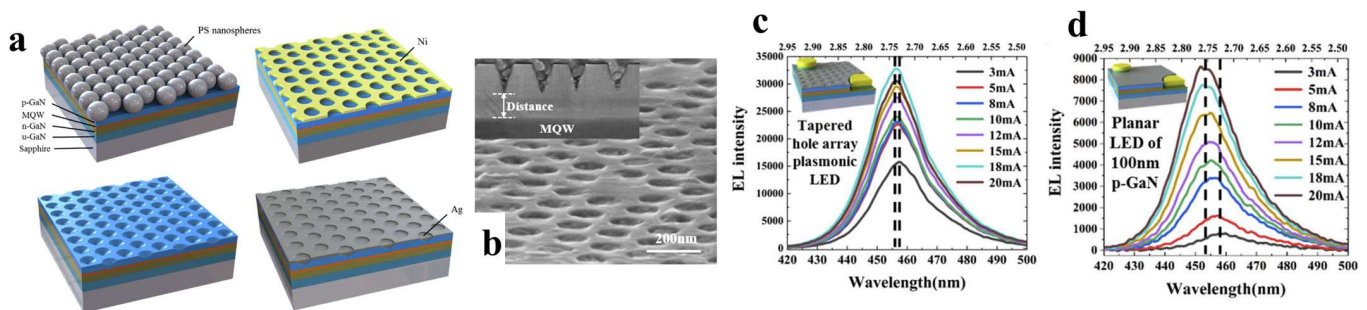 a
PS nanospheres
p-GaN
MQW
n-GaN
u-GaN
Sapphire
Ni
Ag
b
Distance
MQW
200nm
c
2.95 2.90 2.85 2.80 2.75 2.70 2.65 2.60 2.55 2.50
35000
30000
25000
20000
15000
10000
5000
0
EL intensity
Tapered
hole array
plasmonic
LED
3mA
5mA
8mA
10mA
12mA
15mA
18mA
20mA
420 430 440 450 460 470 480 490 500
Wavelength(nm)
d
2.95 2.90 2.85 2.80 2.75 2.70 2.65 2.60 2.55 2.50
9000
8000
7000
6000
5000
4000
3000
2000
1000
0
EL intensity
Planar
LED of
100nm
p-GaN
3mA
5mA
8mA
10mA
12mA
15mA
18mA
20mA
420 430 440 450 460 470 480 490 500
Wavelength(nm)